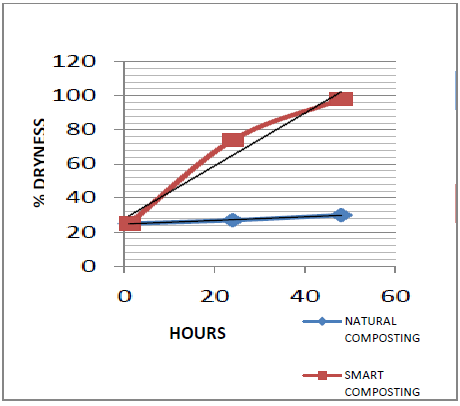 120
100
80
60
40
20
0
% DRYNESS
0 20 40 60
HOURS
NATURAL
COMPOSTING
SMART
COMPOSTING